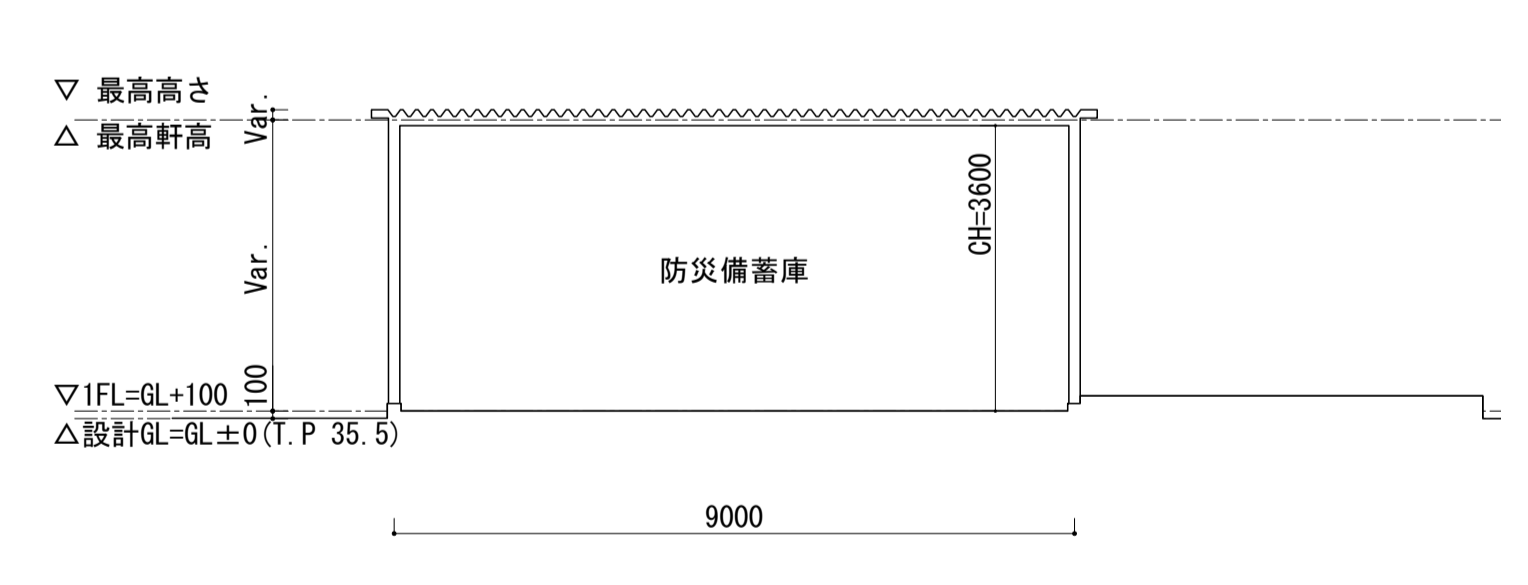 ▽ 最高高さ
Var.
△ 最高軒高
CH=3600
Var.
防災備蓄庫
▽1FL=GL+100
100
△設計GL=GL±0(T.P 35.5)
9000